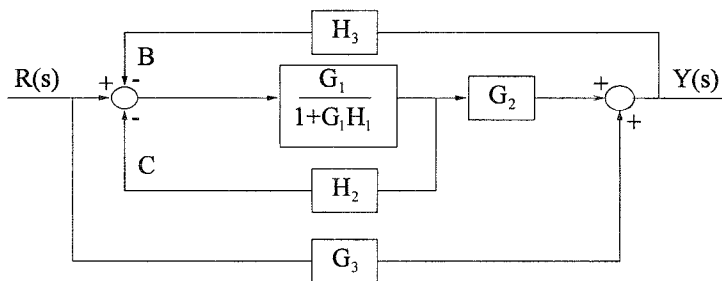 H₃
B
R(s)
+
-
G₁
1+G₁H₁
G₂
+
Y(s)
-
+
C
H₂
G₃